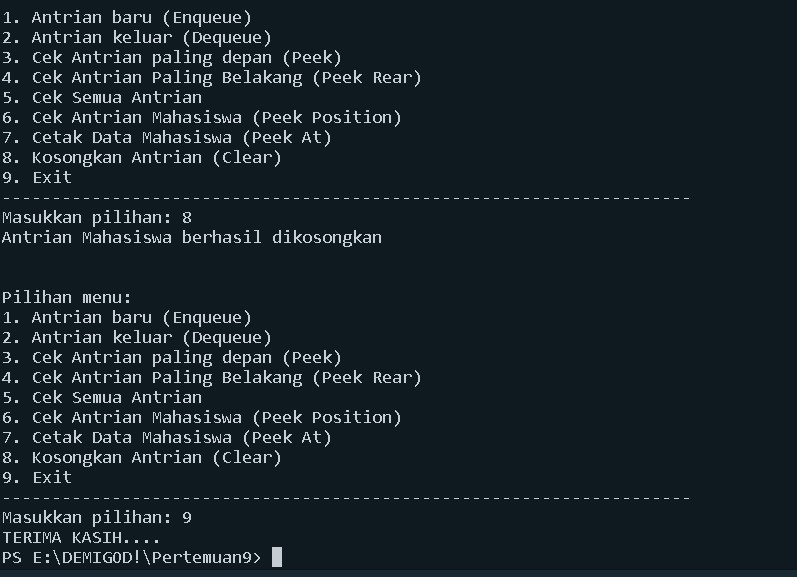 1. Antrian baru (Enqueue)
2. Antrian keluar (Dequeue)
3. Cek Antrian paling depan (Peek)
4. Cek Antrian Paling Belakang (Peek Rear)
5. Cek Semua Antrian
6. Cek Antrian Mahasiswa (Peek Position)
7. Cetak Data Mahasiswa (Peek At)
8. Kosongkan Antrian (Clear)
9. Exit
---------------------------------------------------------------------
Masukkan pilihan: 8
Antrian Mahasiswa berhasil dikosongkan
Pilihan menu:
1. Antrian baru (Enqueue)
2. Antrian keluar (Dequeue)
3. Cek Antrian paling depan (Peek)
4. Cek Antrian Paling Belakang (Peek Rear)
5. Cek Semua Antrian
6. Cek Antrian Mahasiswa (Peek Position)
7. Cetak Data Mahasiswa (Peek At)
8. Kosongkan Antrian (Clear)
9. Exit
---------------------------------------------------------------------
Masukkan pilihan: 9
TERIMA KASIH....
PS E:\DEMIGOD!\Pertemuan9>